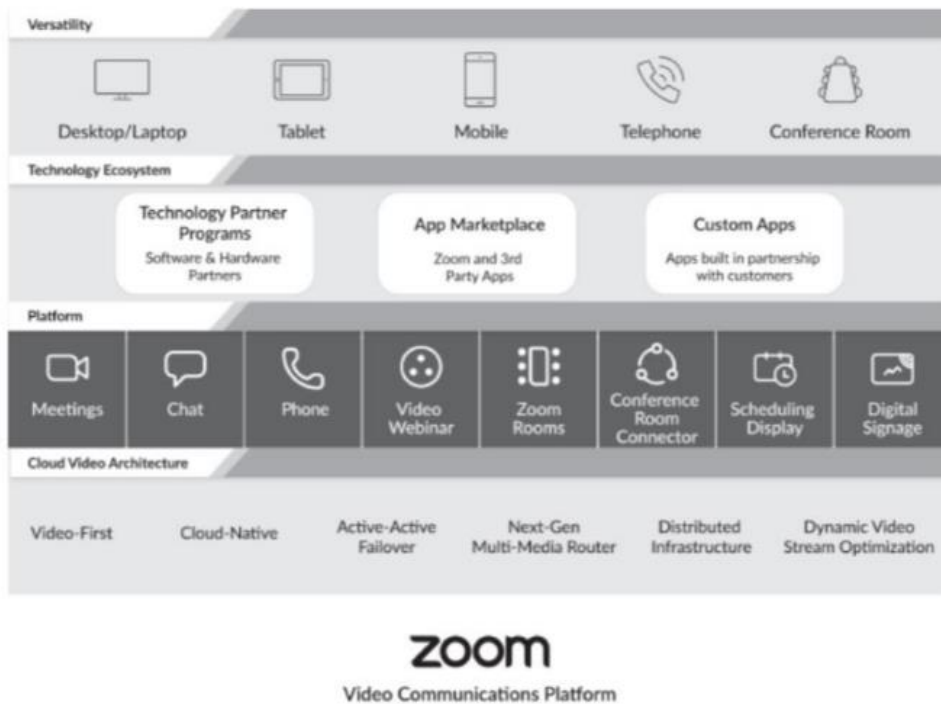 Versatility
Desktop/Laptop
Tablet
Mobile
Telephone
Conference Room
Technology Ecosystem
Technology Partner
Programs
Software & Hardware
Partners
App Marketplace
Zoom and 3rd
Party Apps
Custom Apps
Apps built in partnership
with customers
Platform
Meetings
Chat
Phone
Video
Webinar
Zoom
Rooms
Conference
Room
Connector
Scheduling
Display
Digital
Signage
Cloud Video Architecture
Video-First
Cloud-Native
Active-Active
Failover
Next-Gen
Multi-Media Router
Distributed
Infrastructure
Dynamic Video
Stream Optimization
zoom
Video Communications Platform